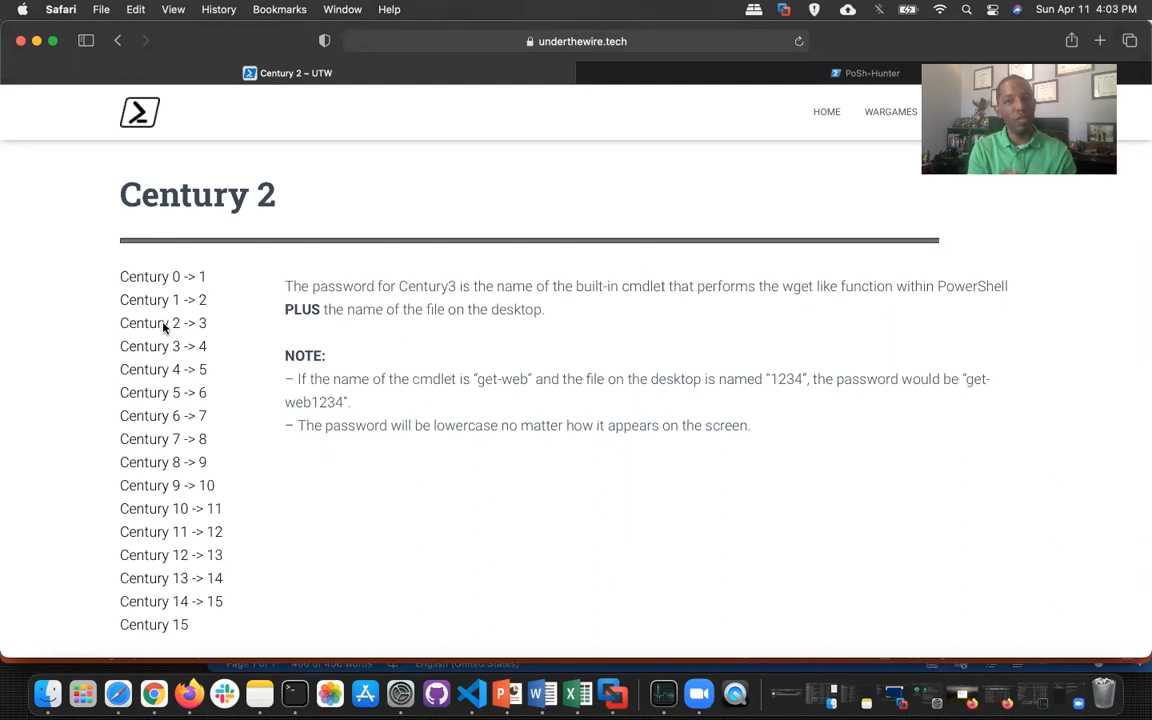 Safari File Edit View History Bookmarks Window Help Sun Apr 11 4:03 PM
underthewire.tech
Century 2 – UTW
PoSh-Hunter
HOME WARGAMES
Century 2
Century 0 -> 1
Century 1 -> 2
Century 2 -> 3
Century 3 -> 4
Century 4 -> 5
Century 5 -> 6
Century 6 -> 7
Century 7 -> 8
Century 8 -> 9
Century 9 -> 10
Century 10 -> 11
Century 11 -> 12
Century 12 -> 13
Century 13 -> 14
Century 14 -> 15
Century 15
The password for Century3 is the name of the built-in cmdlet that performs the wget like function within PowerShell
PLUS the name of the file on the desktop.
NOTE:
– If the name of the cmdlet is “get-web“ and the file on the desktop is named “1234”, the password would be “get-
web1234“.
– The password will be lowercase no matter how it appears on the screen.
English (United States)